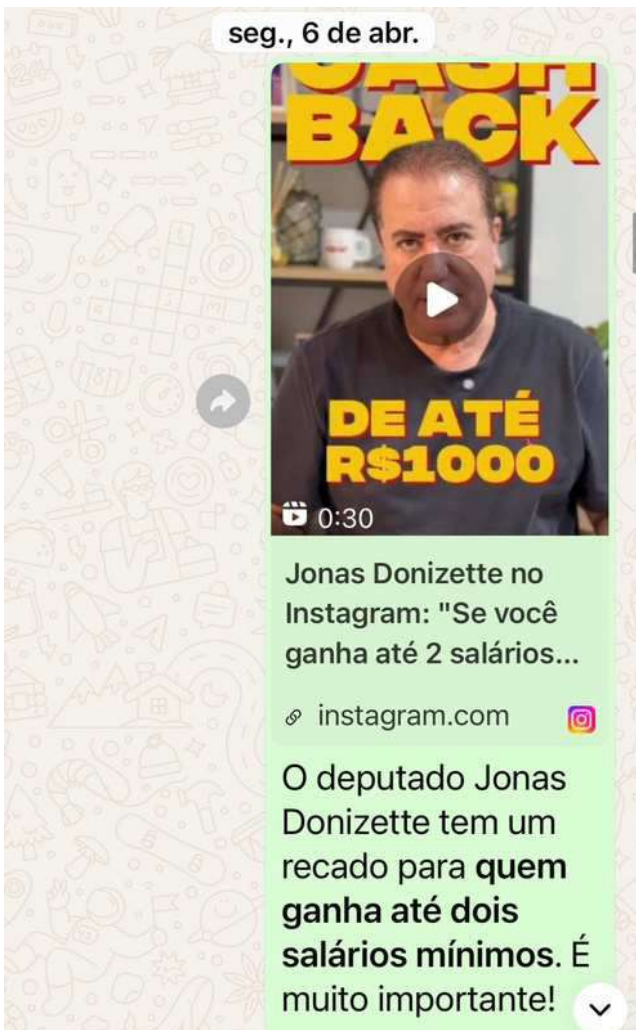 seg., 6 de abr.
CASH
BACK
DE ATÉ
R$1000
0:30
Jonas Donizette no
Instagram: "Se você
ganha até 2 salários...
instagram.com
O deputado Jonas
Donizette tem um
recado para quem
ganha até dois
salários mínimos. É
muito importante!